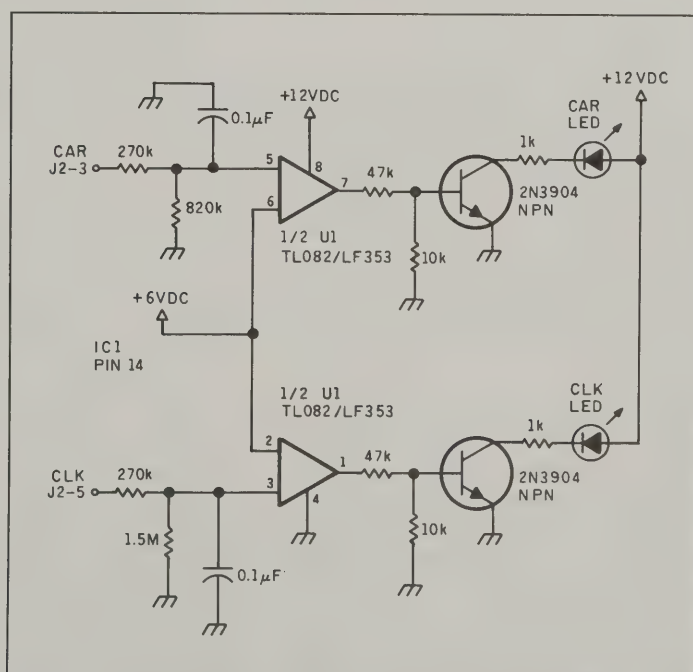 +12VDC
+12VDC
0.1µF
CAR
LED
CAR
J2-3
270k
5
8
7
47k
1k
6
820k
2N3904
NPN
1/2 U1
TL082/LF353
10k
+6VDC
IC1
PIN 14
1/2 U1
TL082/LF353
CLK
LED
1k
2
1
47k
CLK
J2-5
270k
3
4
2N3904
NPN
1.5M
0.1µF
10k